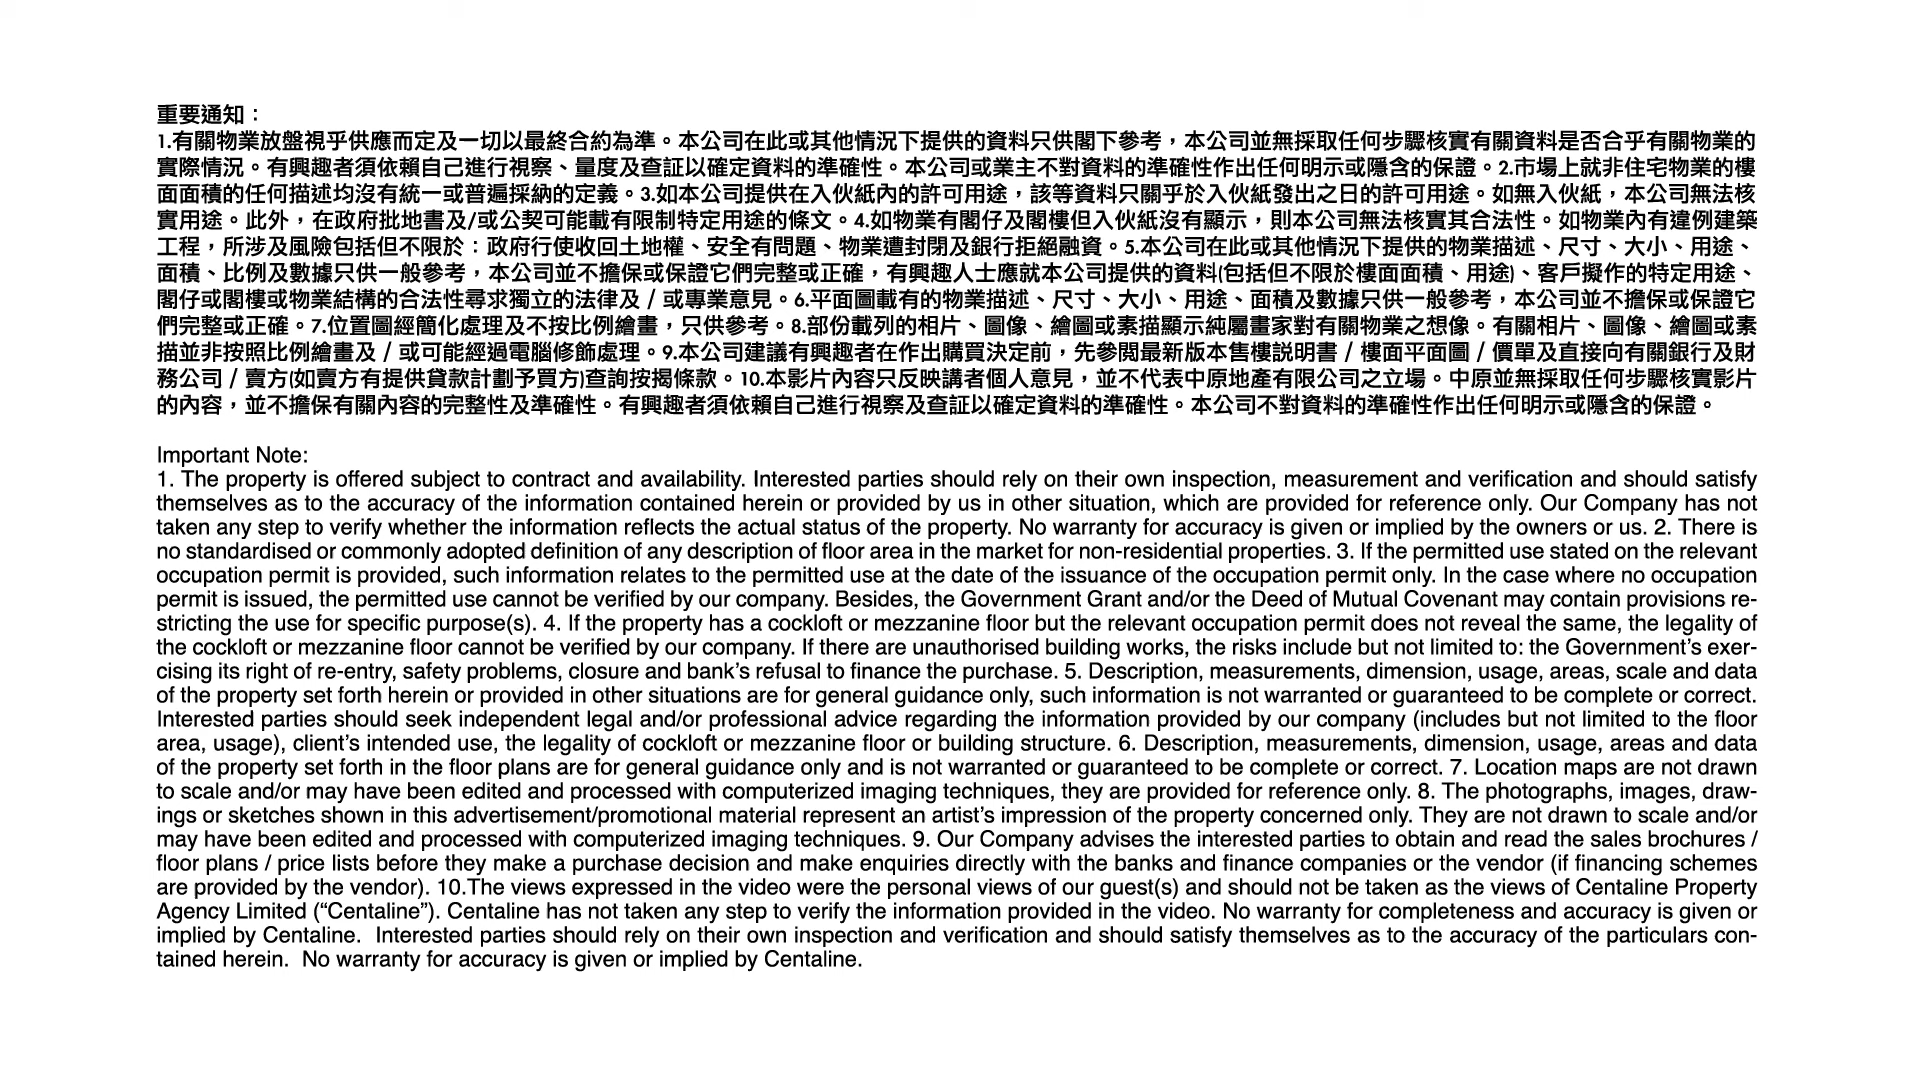 重要通知：
1.有關物業放盤視乎供應而定及一切以最終合約為準。本公司在此或其他情況下提供的資料只供閣下參考，本公司並無採取任何步驟核實有關資料是否合乎有關物業的
實際情況。有興趣者須依賴自己進行視察、量度及查証以確定資料的準確性。本公司或業主不對資料的準確性作出任何明示或隱含的保證。2.市場上就非住宅物業的樓
面面積的任何描述均沒有統一或普遍採納的定義。3.如本公司提供在入伙紙內的許可用途，該等資料只關乎於入伙紙發出之日的許可用途。如無入伙紙，本公司無法核
實用途。此外，在政府批地書及/或公契可能載有限制特定用途的條文。4.如物業有閣仔及閣樓但入伙紙沒有顯示，則本公司無法核實其合法性。如物業內有違例建築
工程，所涉及風險包括但不限於：政府行使收回土地權、安全有問題、物業遭封閉及銀行拒絕融資。5.本公司在此或其他情況下提供的物業描述、尺寸、大小、用途、
面積、比例及數據只供一般參考，本公司並不擔保或保證它們完整或正確，有興趣人士應就本公司提供的資料(包括但不限於樓面面積、用途)、客戶擬作的特定用途、
閣仔或閣樓或物業結構的合法性尋求獨立的法律及 / 或專業意見。6.平面圖載有的物業描述、尺寸、大小、用途、面積及數據只供一般參考，本公司並不擔保或保證它
們完整或正確。7.位置圖經簡化處理及不按比例繪畫，只供參考。8.部份載列的相片、圖像、繪圖或素描顯示純屬畫家對有關物業之想像。有關相片、圖像、繪圖或素
描並非按照比例繪畫及 / 或可能經過電腦修飾處理。9.本公司建議有興趣者在作出購買決定前，先參閱最新版本售樓説明書 / 樓面平面圖 / 價單及直接向有關銀行及財
務公司 / 賣方(如賣方有提供貸款計劃予買方)查詢按揭條款。10.本影片內容只反映講者個人意見，並不代表中原地產有限公司之立場。中原並無採取任何步驟核實影片
的內容，並不擔保有關內容的完整性及準確性。有興趣者須依賴自己進行視察及查証以確定資料的準確性。本公司不對資料的準確性作出任何明示或隱含的保證。
Important Note:
1. The property is offered subject to contract and availability. Interested parties should rely on their own inspection, measurement and verification and should satisfy
themselves as to the accuracy of the information contained herein or provided by us in other situation, which are provided for reference only. Our Company has not
taken any step to verify whether the information reflects the actual status of the property. No warranty for accuracy is given or implied by the owners or us. 2. There is
no standardised or commonly adopted definition of any description of floor area in the market for non-residential properties. 3. If the permitted use stated on the relevant
occupation permit is provided, such information relates to the permitted use at the date of the issuance of the occupation permit only. In the case where no occupation
permit is issued, the permitted use cannot be verified by our company. Besides, the Government Grant and/or the Deed of Mutual Covenant may contain provisions re-
stricting the use for specific purpose(s). 4. If the property has a cockloft or mezzanine floor but the relevant occupation permit does not reveal the same, the legality of
the cockloft or mezzanine floor cannot be verified by our company. If there are unauthorised building works, the risks include but not limited to: the Government’s exer-
cising its right of re-entry, safety problems, closure and bank’s refusal to finance the purchase. 5. Description, measurements, dimension, usage, areas, scale and data
of the property set forth herein or provided in other situations are for general guidance only, such information is not warranted or guaranteed to be complete or correct.
Interested parties should seek independent legal and/or professional advice regarding the information provided by our company (includes but not limited to the floor
area, usage), client’s intended use, the legality of cockloft or mezzanine floor or building structure. 6. Description, measurements, dimension, usage, areas and data
of the property set forth in the floor plans are for general guidance only and is not warranted or guaranteed to be complete or correct. 7. Location maps are not drawn
to scale and/or may have been edited and processed with computerized imaging techniques, they are provided for reference only. 8. The photographs, images, draw-
ings or sketches shown in this advertisement/promotional material represent an artist’s impression of the property concerned only. They are not drawn to scale and/or
may have been edited and processed with computerized imaging techniques. 9. Our Company advises the interested parties to obtain and read the sales brochures /
floor plans / price lists before they make a purchase decision and make enquiries directly with the banks and finance companies or the vendor (if financing schemes
are provided by the vendor). 10.The views expressed in the video were the personal views of our guest(s) and should not be taken as the views of Centaline Property
Agency Limited (“Centaline”). Centaline has not taken any step to verify the information provided in the video. No warranty for completeness and accuracy is given or
implied by Centaline.  Interested parties should rely on their own inspection and verification and should satisfy themselves as to the accuracy of the particulars con-
tained herein.  No warranty for accuracy is given or implied by Centaline.